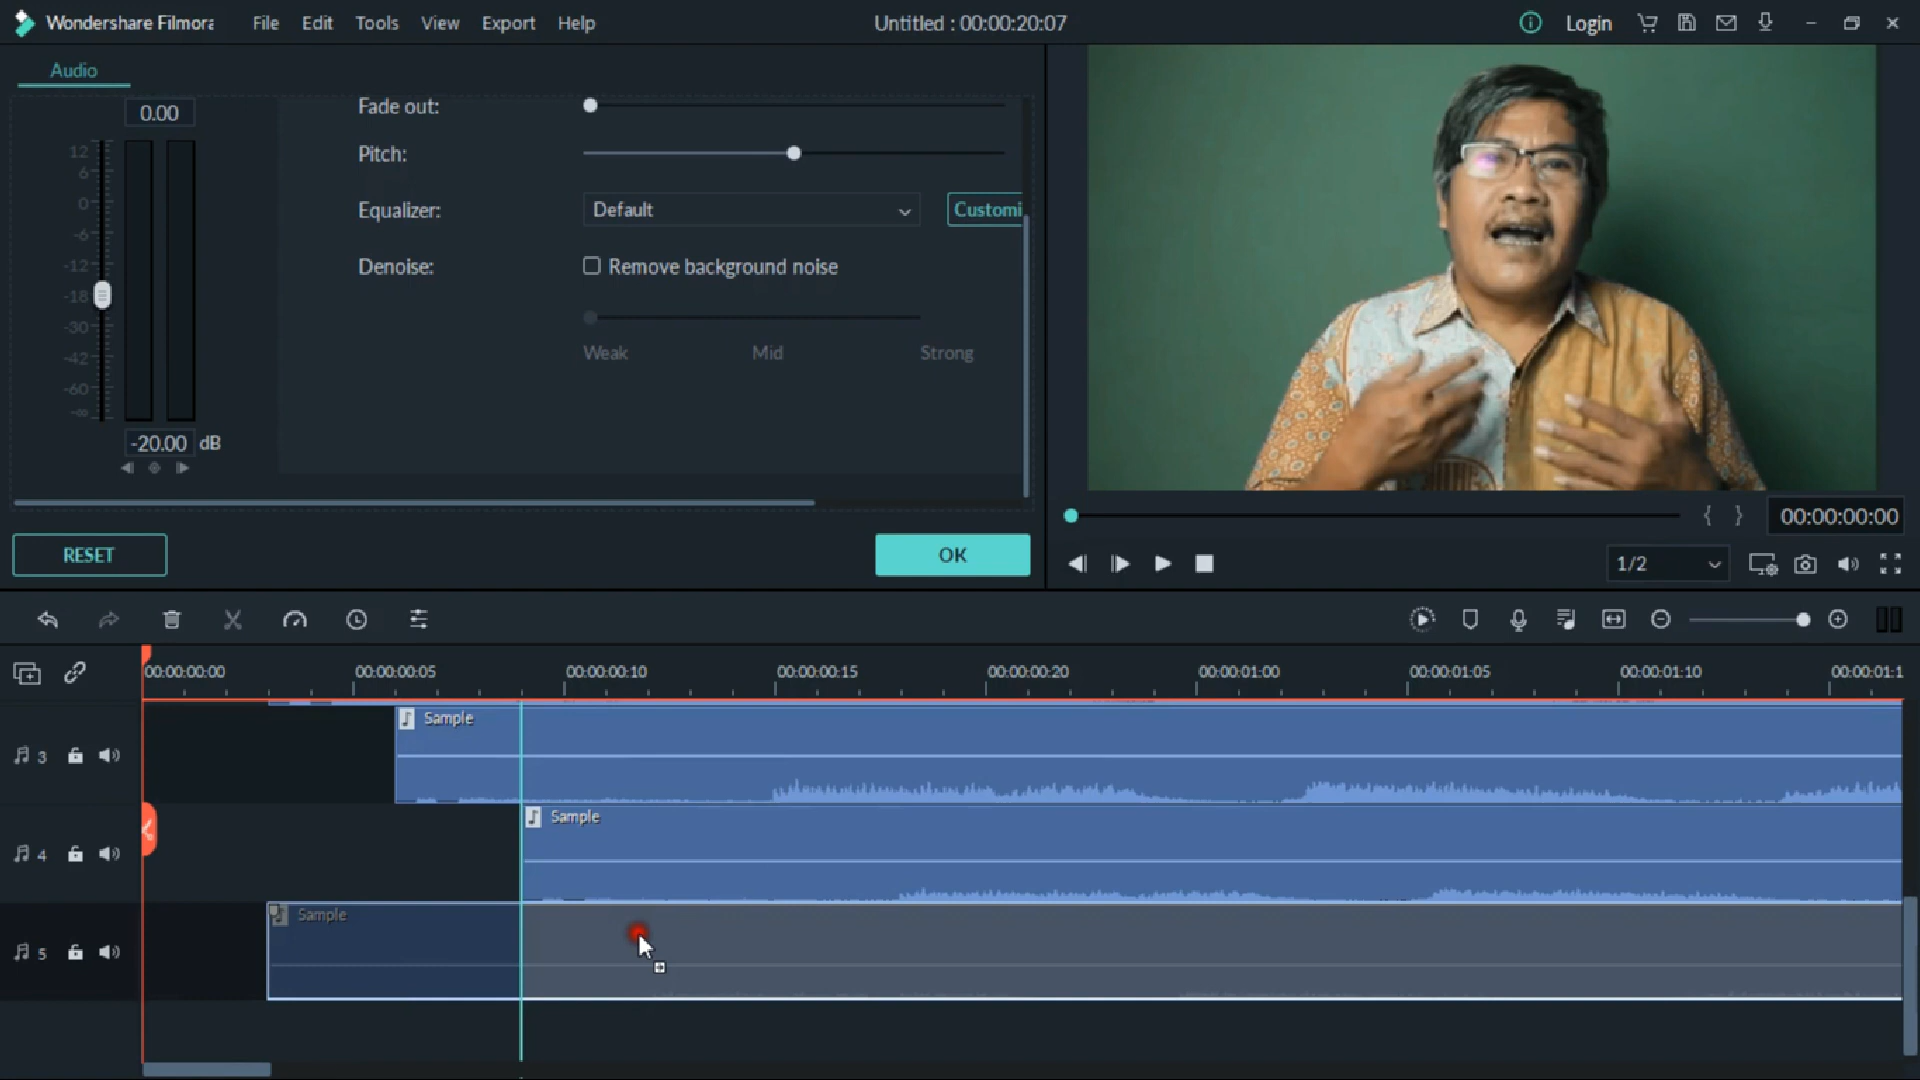 Wondershare Filmora File Edit Tools View Export Help Untitled : 00:00:20:07 Login
Audio
0.00
12
6
0
-6
-12
-18
-30
-42
-60
-∞
-20.00 dB
Fade out:
Pitch:
Equalizer: Default Customi
Denoise: Remove background noise
Weak Mid Strong
RESET OK
{ } 00:00:00:00
1/2
00:00:00:00 00:00:00:05 00:00:00:10 00:00:00:15 00:00:00:20 00:00:01:00 00:00:01:05 00:00:01:10 00:00:01:1
Sample
3
Sample
4
Sample
5